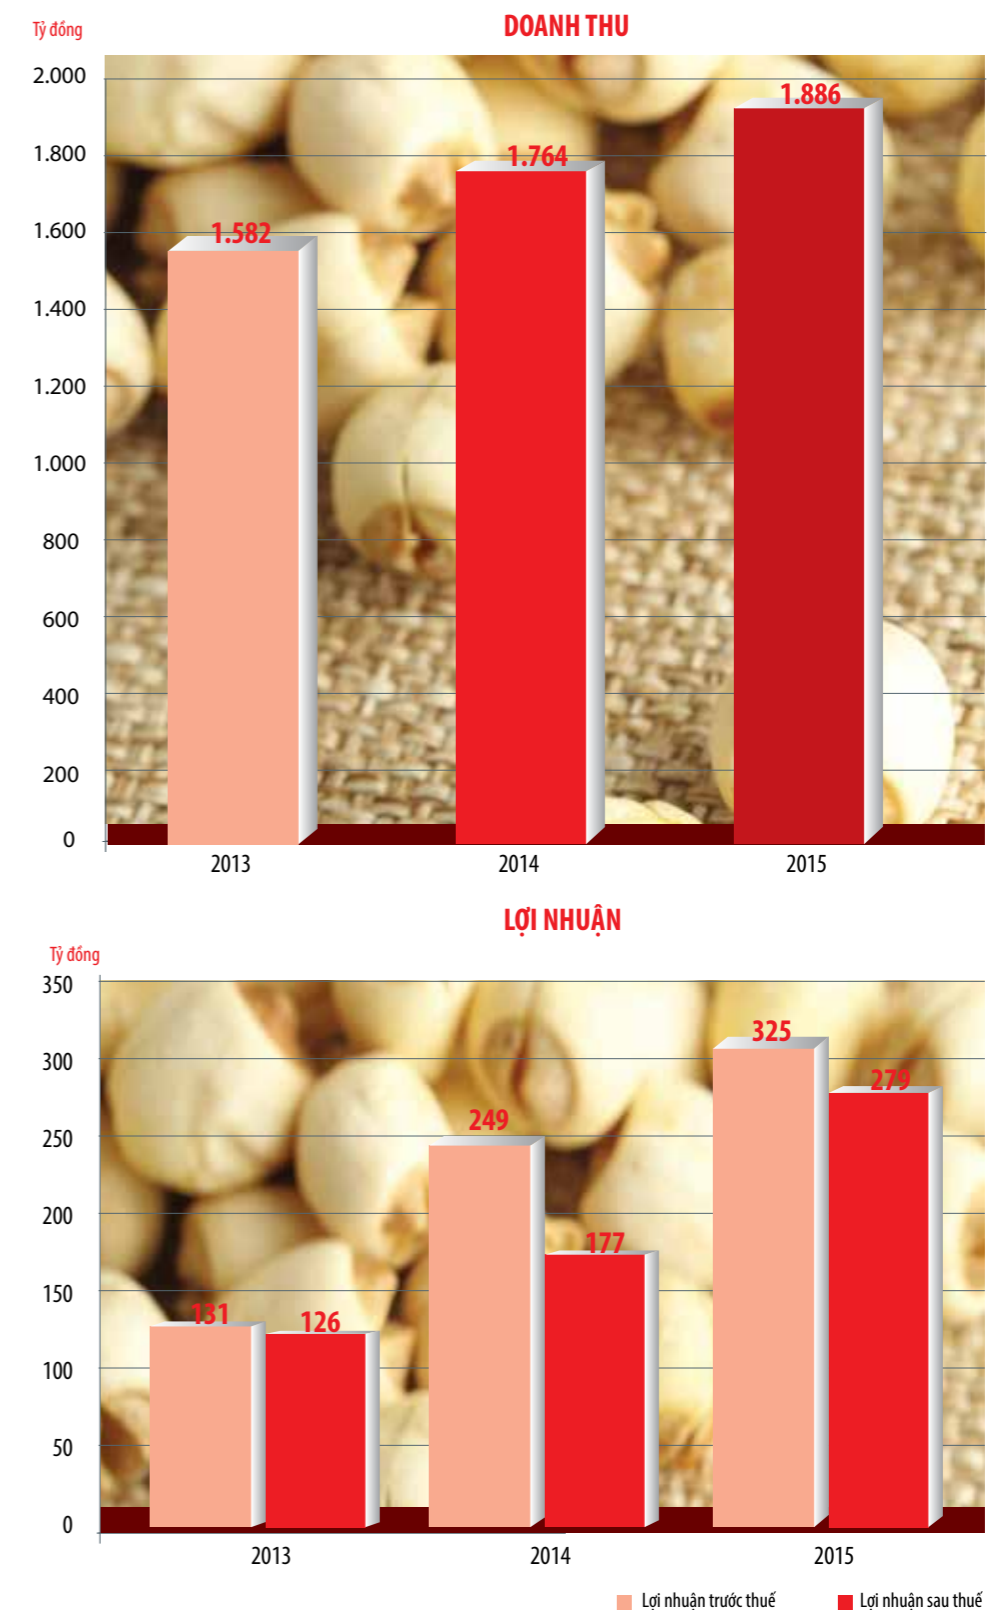 DOANH THU
Tỷ đồng
2.000
1.800
1.600
1.400
1.200
1.000
800
600
400
200
0
1.582
1.764
1.886
2013 2014 2015
LỢI NHUẬN
Tỷ đồng
350
300
250
200
150
100
50
0
131 126 249 177 325 279
2013 2014 2015
Lợi nhuận trước thuế Lợi nhuận sau thuế